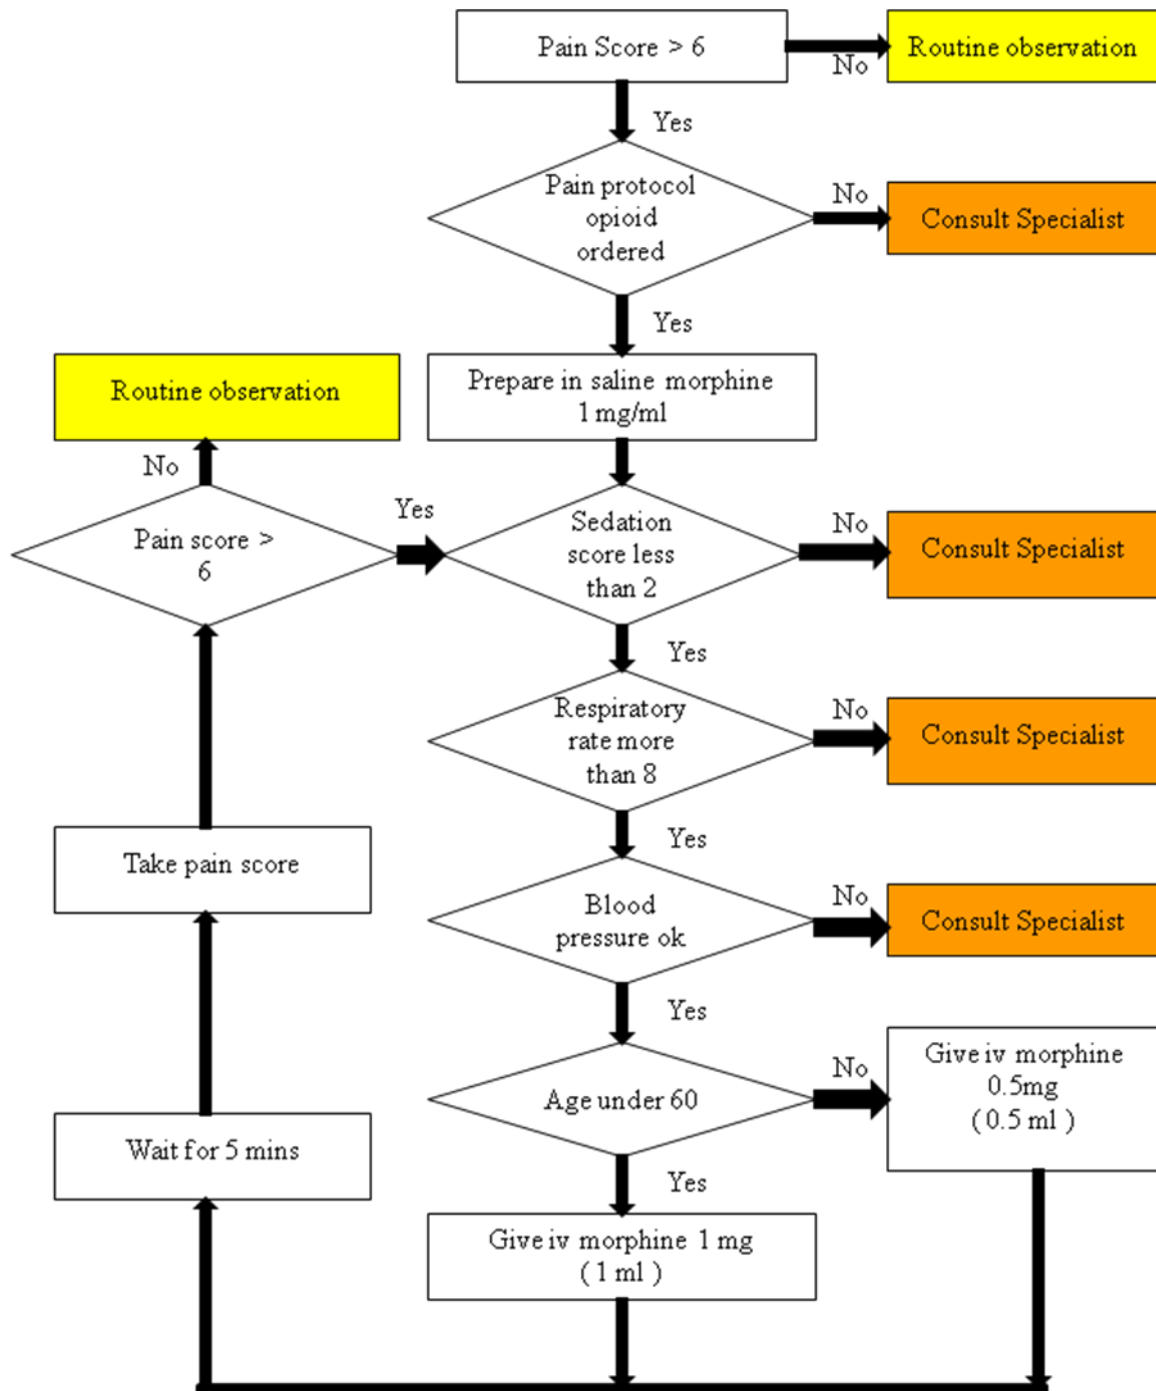 Pain Score > 6
No
Routine observation
Yes
Pain protocol
opioid
ordered
No
Consult Specialist
Yes
Prepare in saline morphine
1 mg/ml
Routine observation
No
Pain score >
6
Yes
Sedation
score less
than 2
No
Consult Specialist
Yes
Respiratory
rate more
than 8
No
Consult Specialist
Yes
Take pain score
Blood
pressure ok
No
Consult Specialist
Yes
Age under 60
No
Give iv morphine
0.5mg
( 0.5 ml )
Wait for 5 mins
Yes
Give iv morphine 1 mg
( 1 ml )